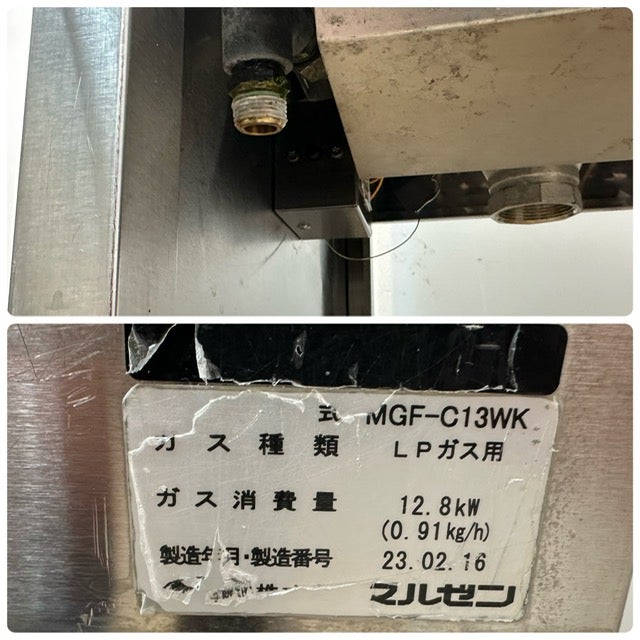 式 MGF-C13WK
ガス種類 LPガス用
ガス消費量 12.8kW
(0.91kg/h)
製造年月・製造番号 23.02.16
株 マルゼン